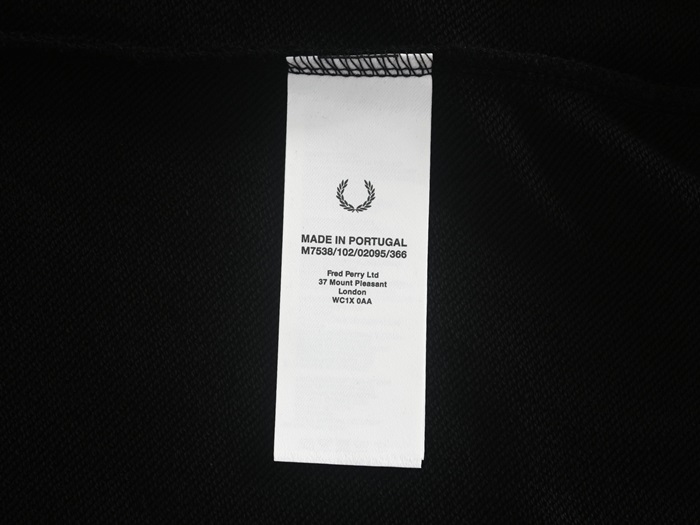 MADE IN PORTUGAL
M7538/102/02095/366
Fred Perry Ltd
37 Mount Pleasant
London
WC1X 0AA